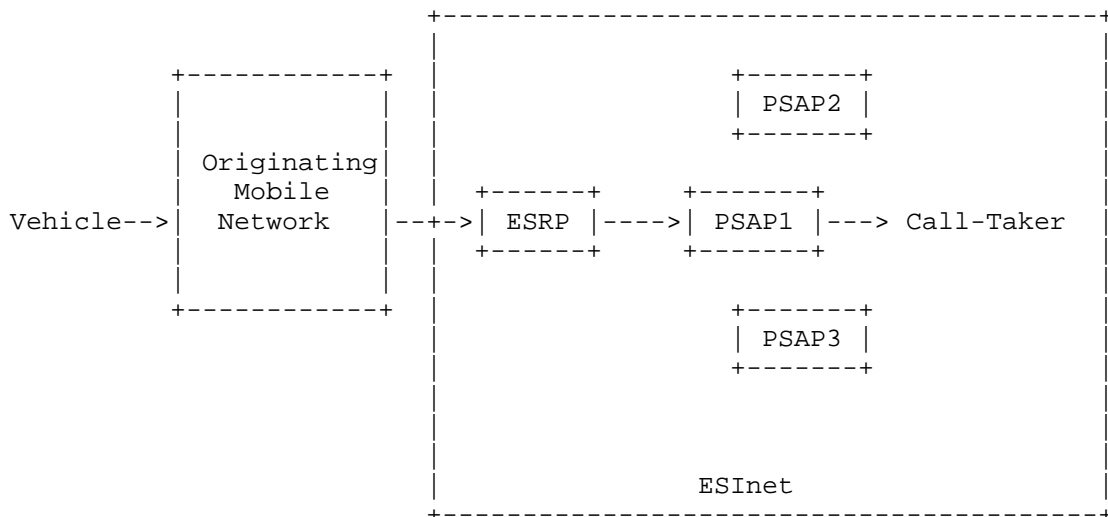 PSAP2
Originating
Mobile
Vehicle--> Network --+-> ESRP ----> PSAP1 ---> Call-Taker
PSAP3
ESInet